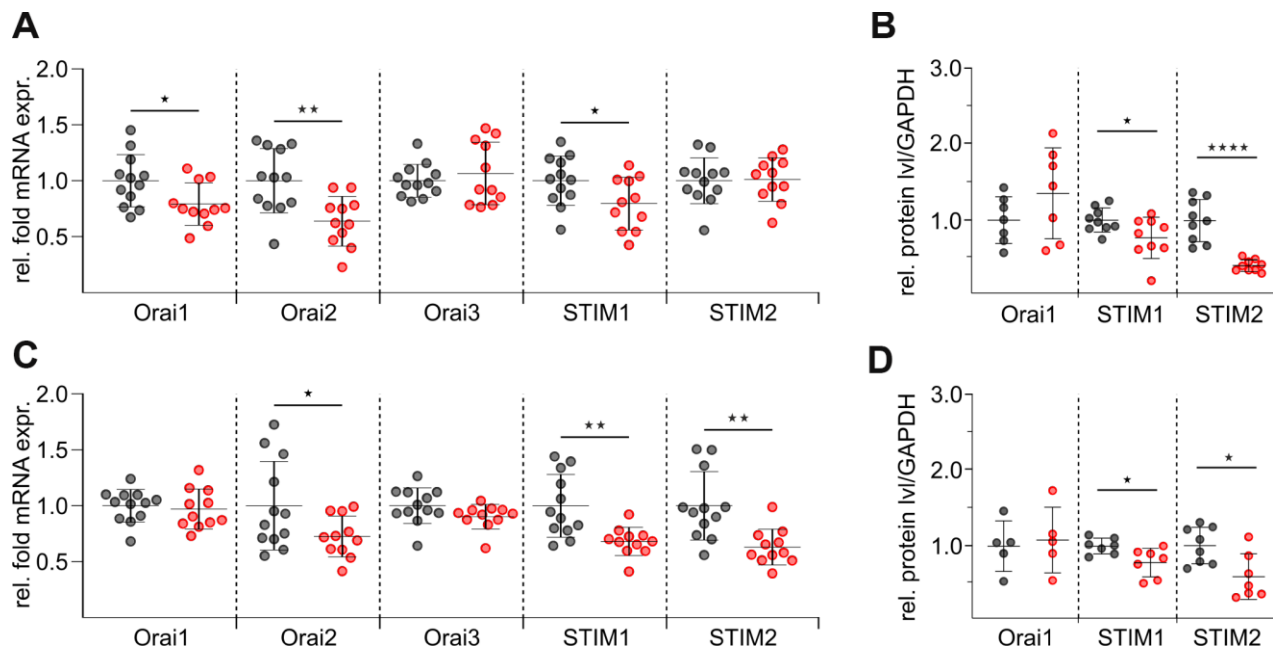 A
rel. fold mRNA expr.
2.0
1.5
1.0
0.5
★
★★
★
Orai1 Orai2 Orai3 STIM1 STIM2
B
rel. protein lvl/GAPDH
3.0
2.0
1.0
0
★
★★★★
Orai1 STIM1 STIM2
C
rel. fold mRNA expr.
2.0
1.5
1.0
0.5
★
★★
★★
Orai1 Orai2 Orai3 STIM1 STIM2
D
rel. protein lvl/GAPDH
3.0
2.0
1.0
0
★
★
Orai1 STIM1 STIM2